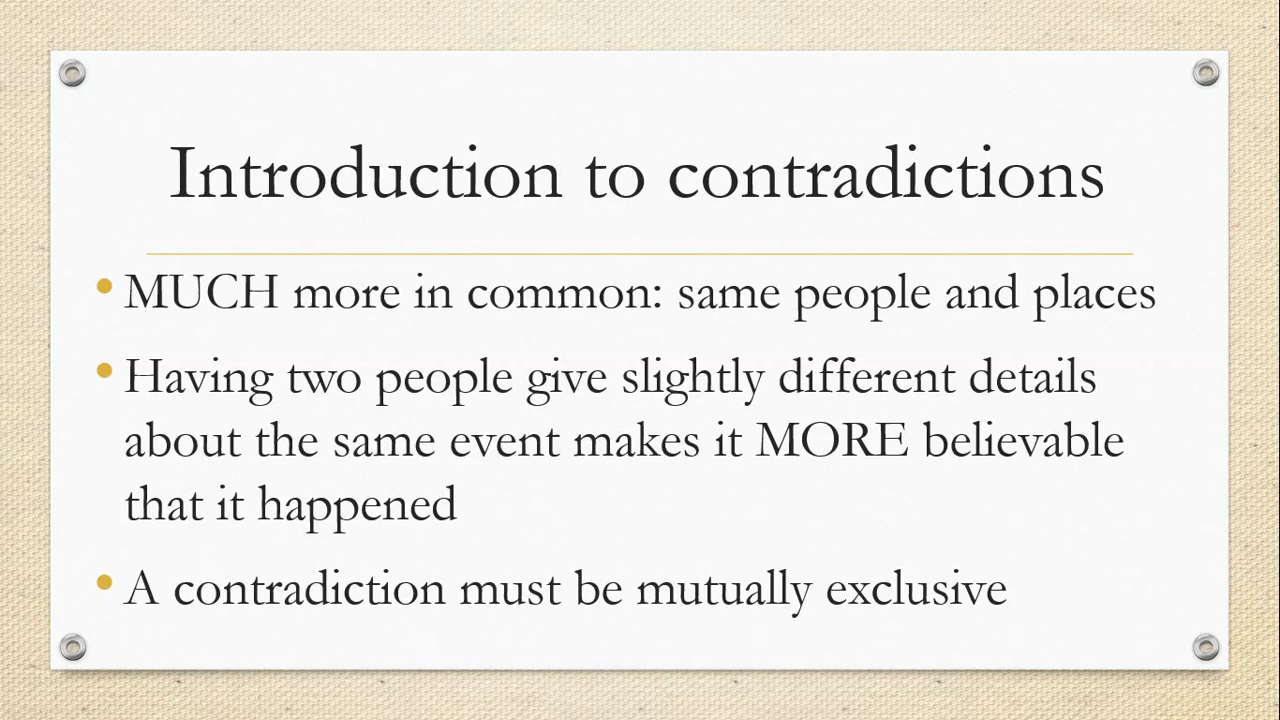 Introduction to contradictions
• MUCH more in common: same people and places
• Having two people give slightly different details
about the same event makes it MORE believable
that it happened
• A contradiction must be mutually exclusive